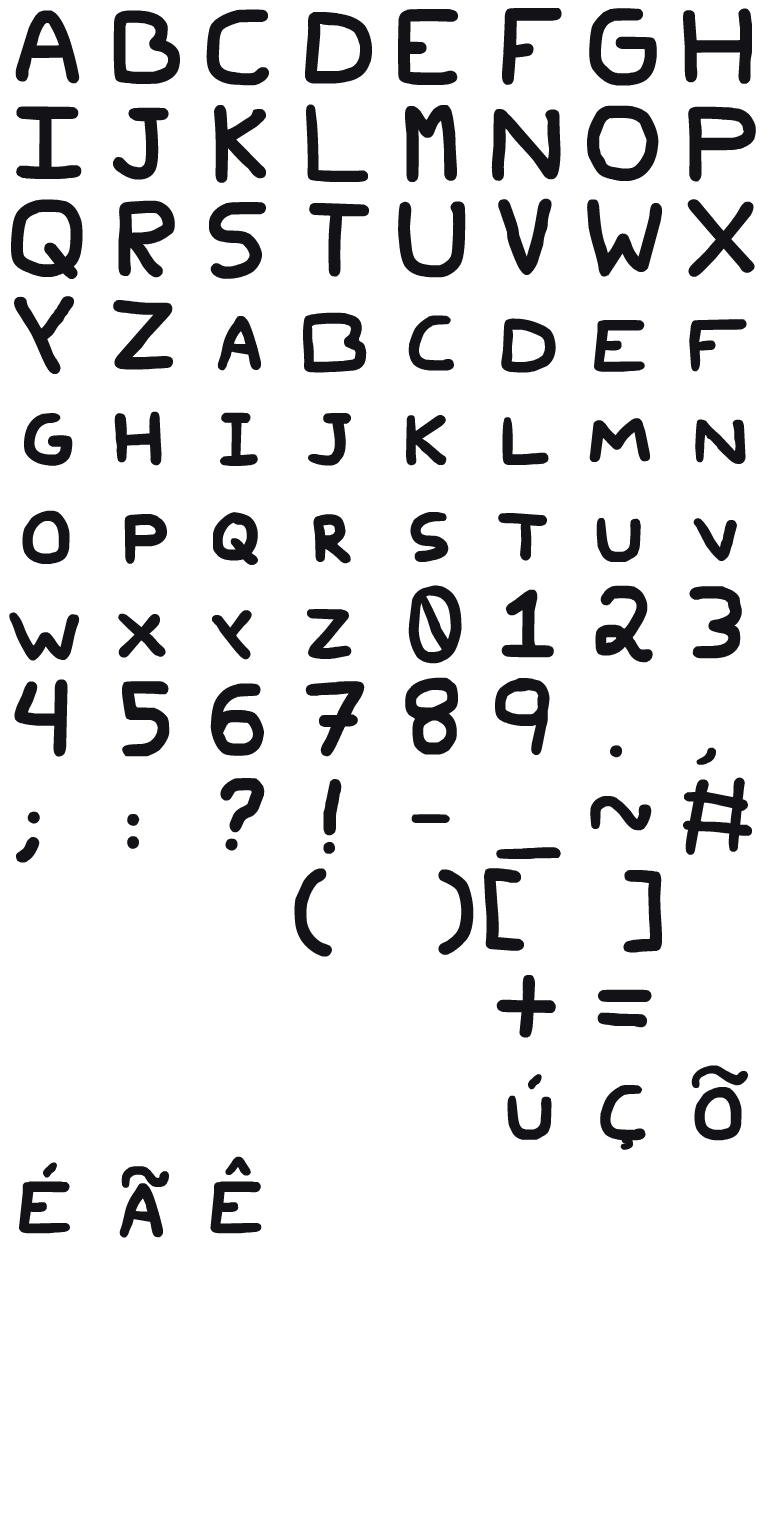 A B C D E F G H
I J K L M N O P
Q R S T U V W X
Y Z A B C D E F
G H I J K L M N
O P Q R S T U V
W X Y Z 0 1 2 3
4 5 6 7 8 9 . ,
; : ? ! - _ ~ #
( ) [ ]
+ =
Ú Ç Õ
É Ã Ê